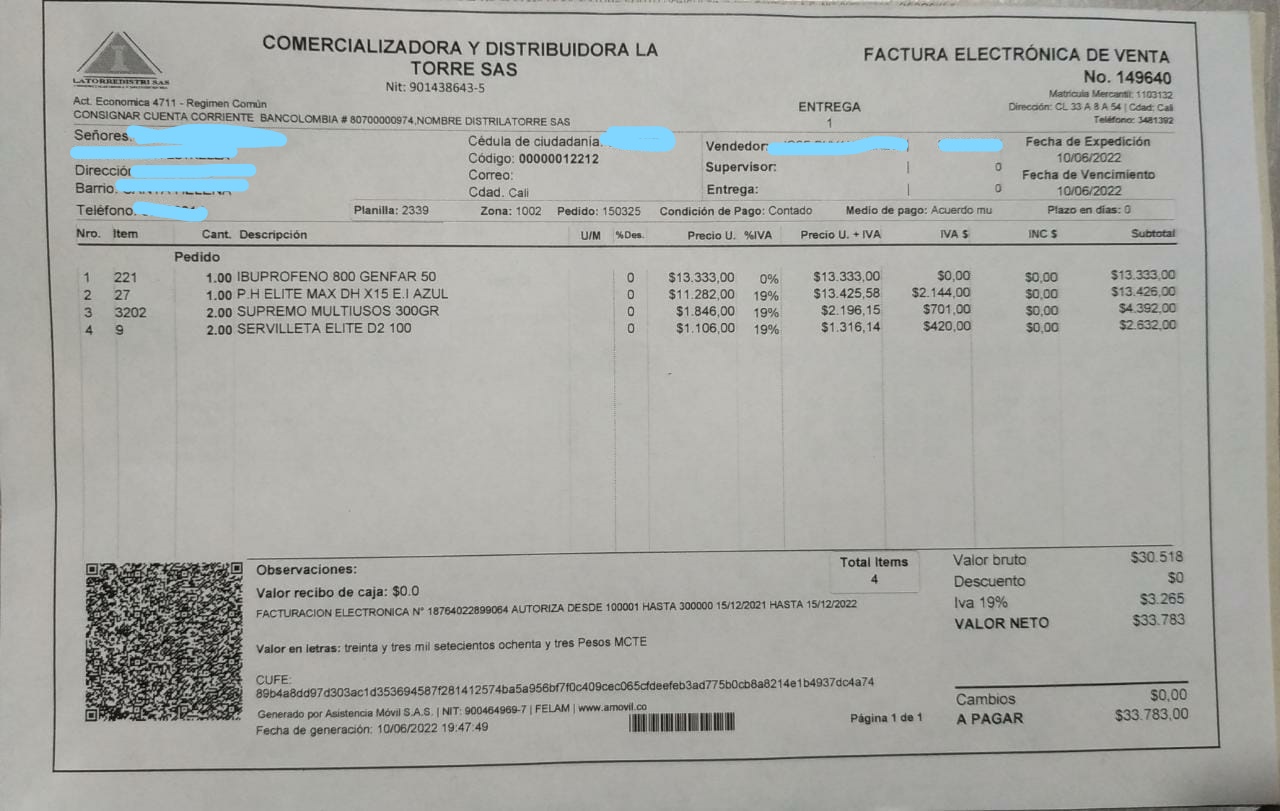 LATORREDISTRI SAS
COMERCIALIZADORA Y DISTRIBUIDORA LA
TORRE SAS
Nit: 901438643-5
FACTURA ELECTRÓNICA DE VENTA
No. 149640
Matricula Mercantil: 1103132
Dirección: CL 33 A 8 A 54 | Cdad: Cali
Teléfono: 3481392
Act. Economica 4711 - Regimen Común
CONSIGNAR CUENTA CORRIENTE BANCOLOMBIA # 80700000974,NOMBRE DISTRILATORRE SAS
ENTREGA
1
Señores:
Dirección
Barrio:
Teléfono:
Cédula de ciudadanía:
Código: 00000012212
Correo:
Cdad. Cali
Vendedor:
Supervisor: | 0
Entrega: | 0
Fecha de Expedición
10/06/2022
Fecha de Vencimiento
10/06/2022
Planilla: 2339 Zona: 1002 Pedido: 150325 Condición de Pago: Contado Medio de pago: Acuerdo mu Plazo en días: 0
Nro. Item Cant. Descripción U/M %Des. Precio U. %IVA Precio U. + IVA IVA $ INC $ Subtotal
Pedido
1 221 1.00 IBUPROFENO 800 GENFAR 50 0 $13.333,00 0% $13.333,00 $0,00 $0,00 $13.333,00
2 27 1.00 P.H ELITE MAX DH X15 E.I AZUL 0 $11.282,00 19% $13.425,58 $2.144,00 $0,00 $13.426,00
3 3202 2.00 SUPREMO MULTIUSOS 300GR 0 $1.846,00 19% $2.196,15 $701,00 $0,00 $4.392,00
4 9 2.00 SERVILLETA ELITE D2 100 0 $1.106,00 19% $1.316,14 $420,00 $0,00 $2.632,00
Observaciones:
Valor recibo de caja: $0.0
FACTURACION ELECTRONICA N° 18764022899064 AUTORIZA DESDE 100001 HASTA 300000 15/12/2021 HASTA 15/12/2022
Valor en letras: treinta y tres mil setecientos ochenta y tres Pesos MCTE
CUFE:
89b4a8dd97d303ac1d353694587f281412574ba5a956bf7f0c409cec065cfdeefeb3ad775b0cb8a8214e1b4937dc4a74
Generado por Asistencia Móvil S.A.S. | NIT: 900464969-7 | FELAM | www.amovil.co
Fecha de generación: 10/06/2022 19:47:49
Página 1 de 1
Total Items
4
Valor bruto $30.518
Descuento $0
Iva 19% $3.265
VALOR NETO $33.783
Cambios $0,00
A PAGAR $33.783,00